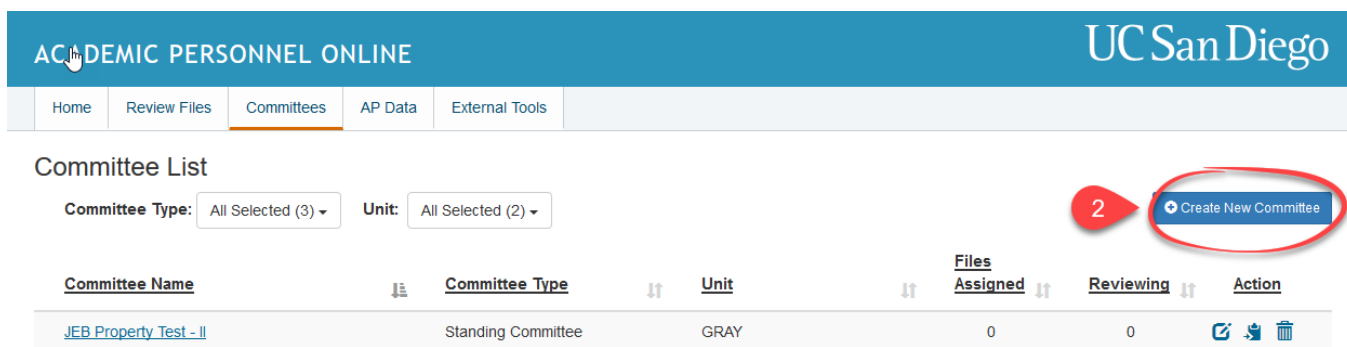 ACADEMIC PERSONNEL ONLINE
UC San Diego
Home Review Files Committees AP Data External Tools
Committee List
Committee Type: All Selected (3) Unit: All Selected (2)
2 Create New Committee
Committee Name Committee Type Unit Files Assigned Reviewing Action
JEB Property Test - II Standing Committee GRAY 0 0